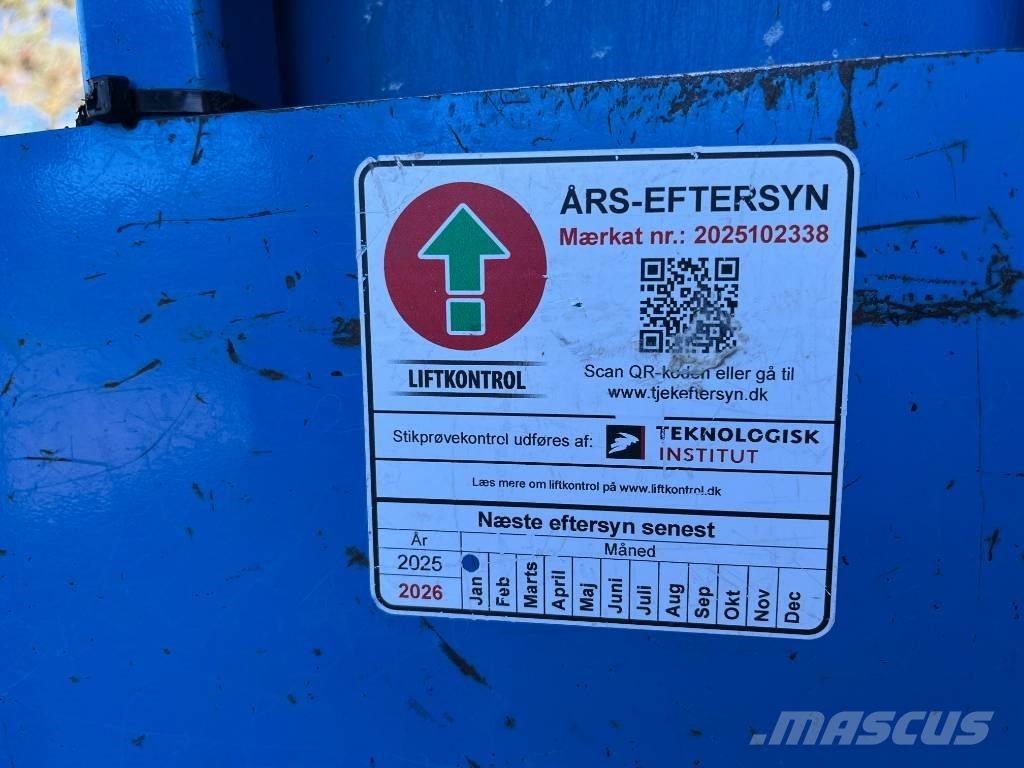 ÅRS-EFTERSYN
Mærkat nr.: 2025102338
LIFTKONTROL
Scan QR-koden eller gå til
www.tjekeftersyn.dk
Stikprøvekontrol udføres af:
TEKNOLOGISK
INSTITUT
Læs mere om liftkontrol på www.liftkontrol.dk
Næste eftersyn senest
År
Måned
2025
2026
Jan
Feb
Marts
April
Maj
Juni
Juli
Aug
Sep
Okt
Nov
Dec
MASCUS